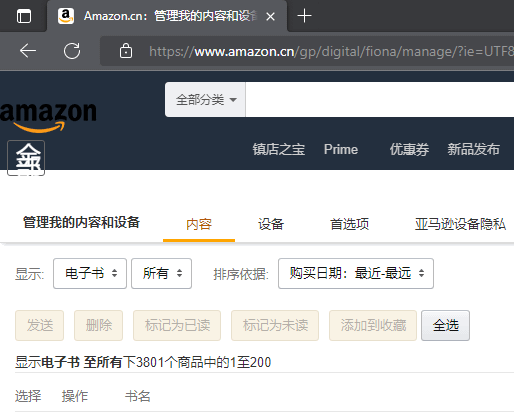 Amazon.cn：管理我的内容和设备
https://www.amazon.cn/gp/digital/fiona/manage/?ie=UTF8
amazon
全部分类
全部
镇店之宝 Prime 优惠券 新品发布
管理我的内容和设备 内容 设备 首选项 亚马逊设备隐私
显示: 电子书 所有 排序依据: 购买日期：最近-最远
发送 删除 标记为已读 标记为未读 添加到收藏 全选
显示电子书 至所有下3801个商品中的1至200
选择 操作 书名